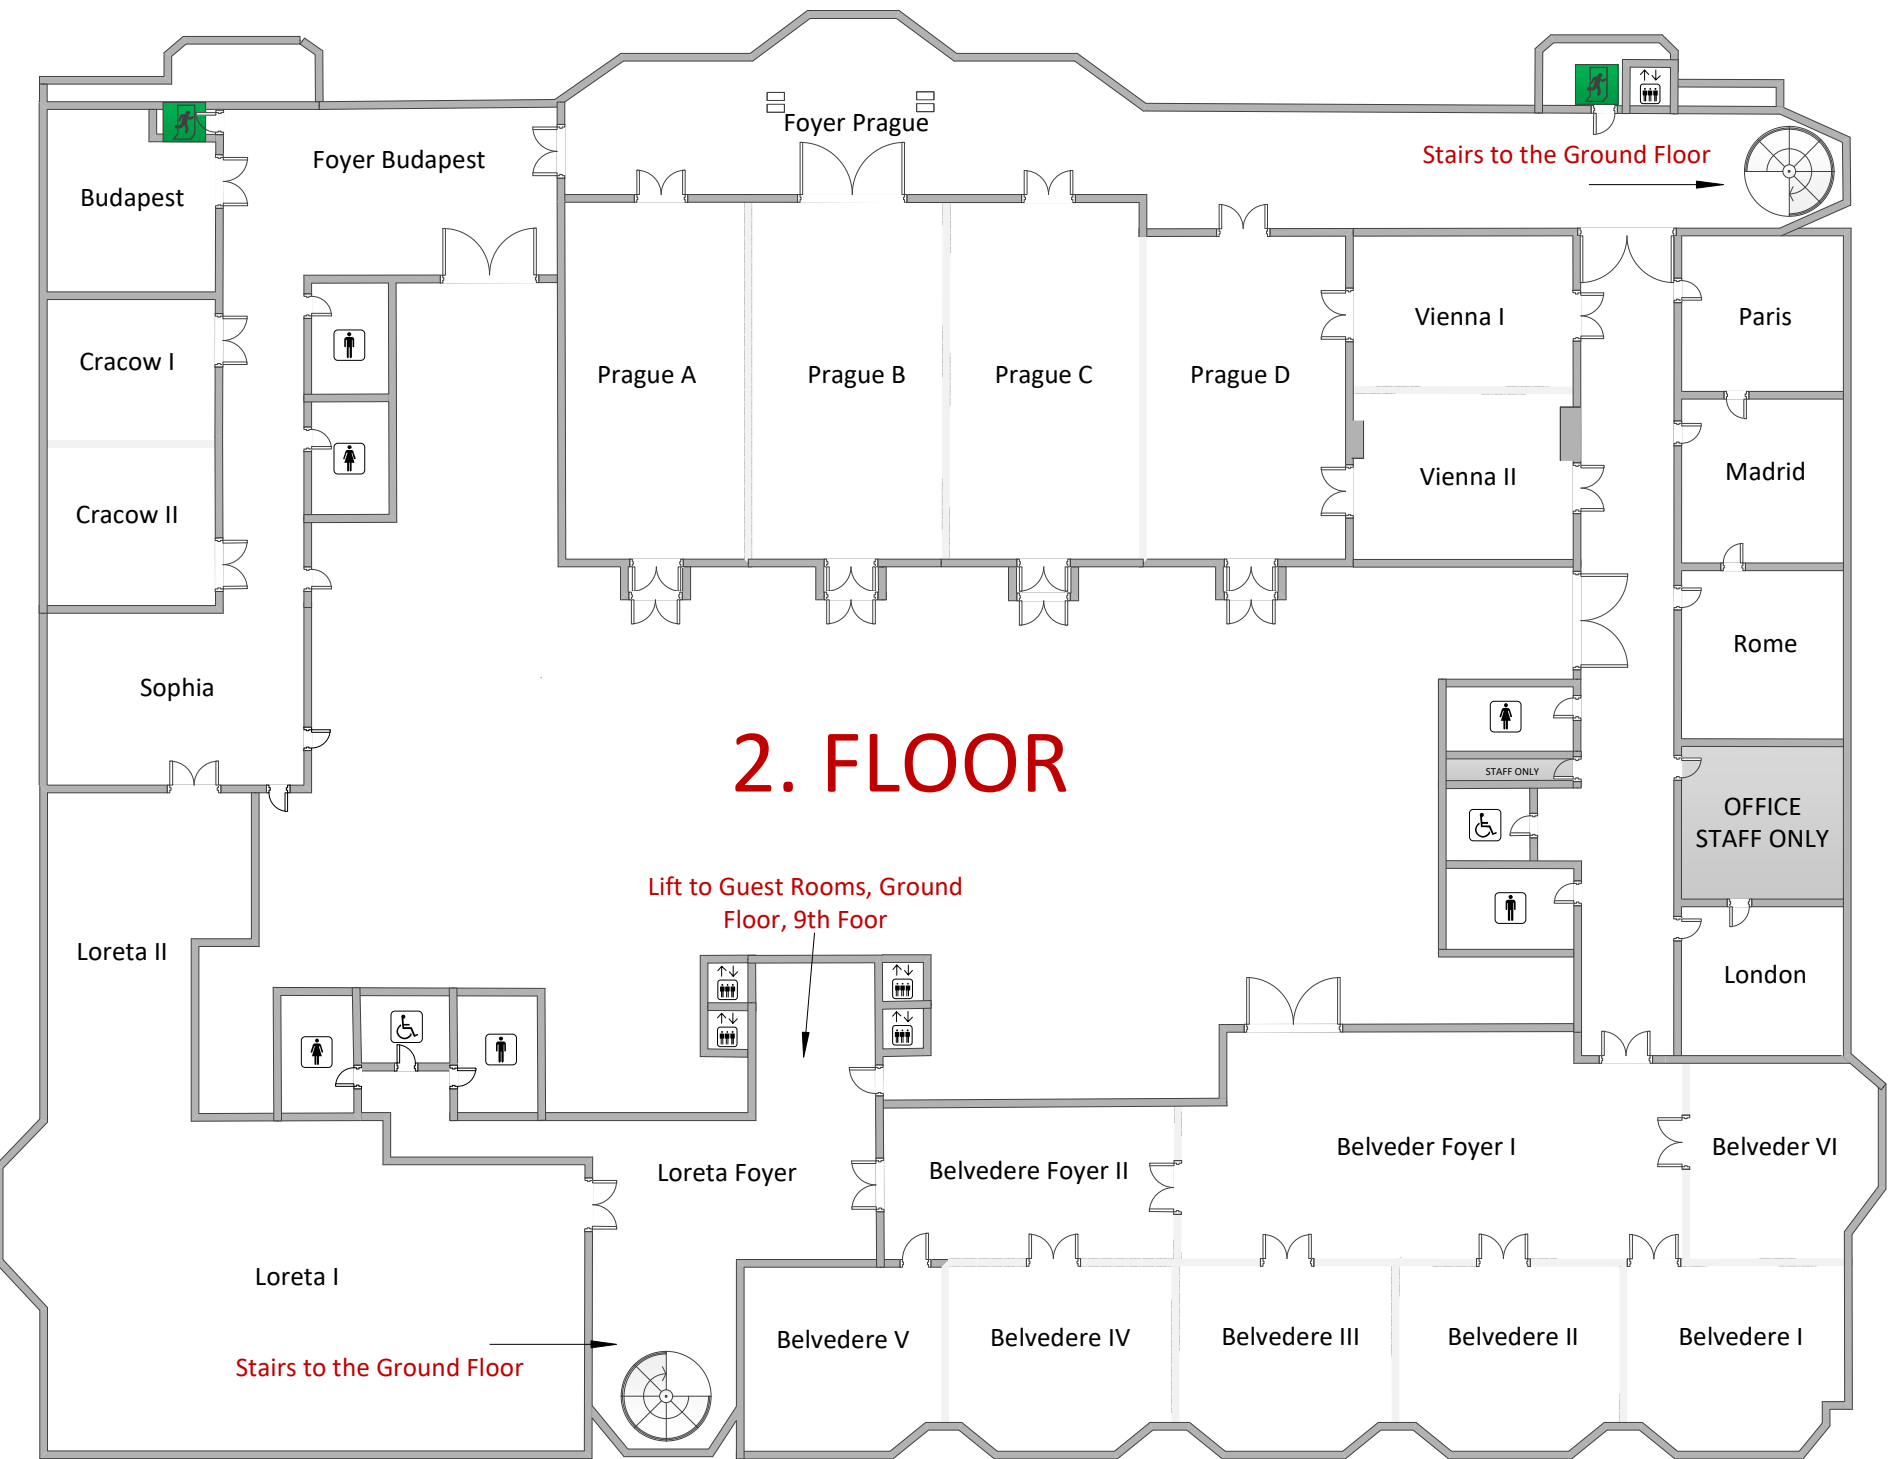 Foyer Prague
Stairs to the Ground Floor
Foyer Budapest
Budapest
Cracow I
Cracow II
Sophia
Prague A
Prague B
Prague C
Prague D
Vienna I
Vienna II
Paris
Madrid
Rome
2. FLOOR
STAFF ONLY
OFFICE
STAFF ONLY
London
Lift to Guest Rooms, Ground
Floor, 9th Foor
Loreta II
Loreta Foyer
Belvedere Foyer II
Belveder Foyer I
Belveder VI
Loreta I
Stairs to the Ground Floor
Belvedere V
Belvedere IV
Belvedere III
Belvedere II
Belvedere I